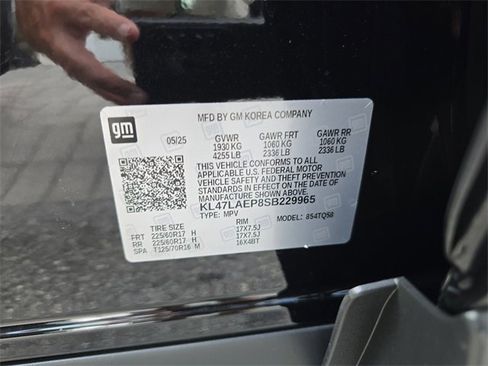 MFD BY GM KOREA COMPANY
gm
05/25 GVWR GAWR FRT GAWR RR
1930 KG 1060 KG 1060 KG
4255 LB 2336 LB 2336 LB
THIS VEHICLE CONFORMS TO ALL
APPLICABLE U.S. FEDERAL VEHICLE
SAFETY AND THEFT PREVENTION
STANDARDS IN EFFECT ON THE DATE OF
MANUFACTURE SHOWN ABOVE.
KL47LAEP8SB229965
TYPE: MPV MODEL: 854TQ58
TIRE SIZE RIM
FRT 225/60R17 H 17X7.5J
RR 225/60R17 H 17X7.5J
SPA T125/70R16 M 16X4BT